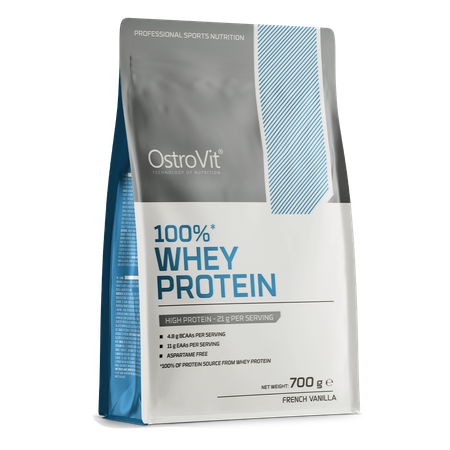 PROFESSIONAL SPORTS NUTRITION
OstroVit®
TECHNOLOGY OF NUTRITION
100%*
WHEY
PROTEIN
HIGH PROTEIN - 21 g PER SERVING
4.8 g BCAAs PER SERVING
11 g EAAs PER SERVING
ASPARTAME FREE
*100% OF PROTEIN SOURCE FROM WHEY PROTEIN
NET WEIGHT: 700 g ℮
FRENCH VANILLA